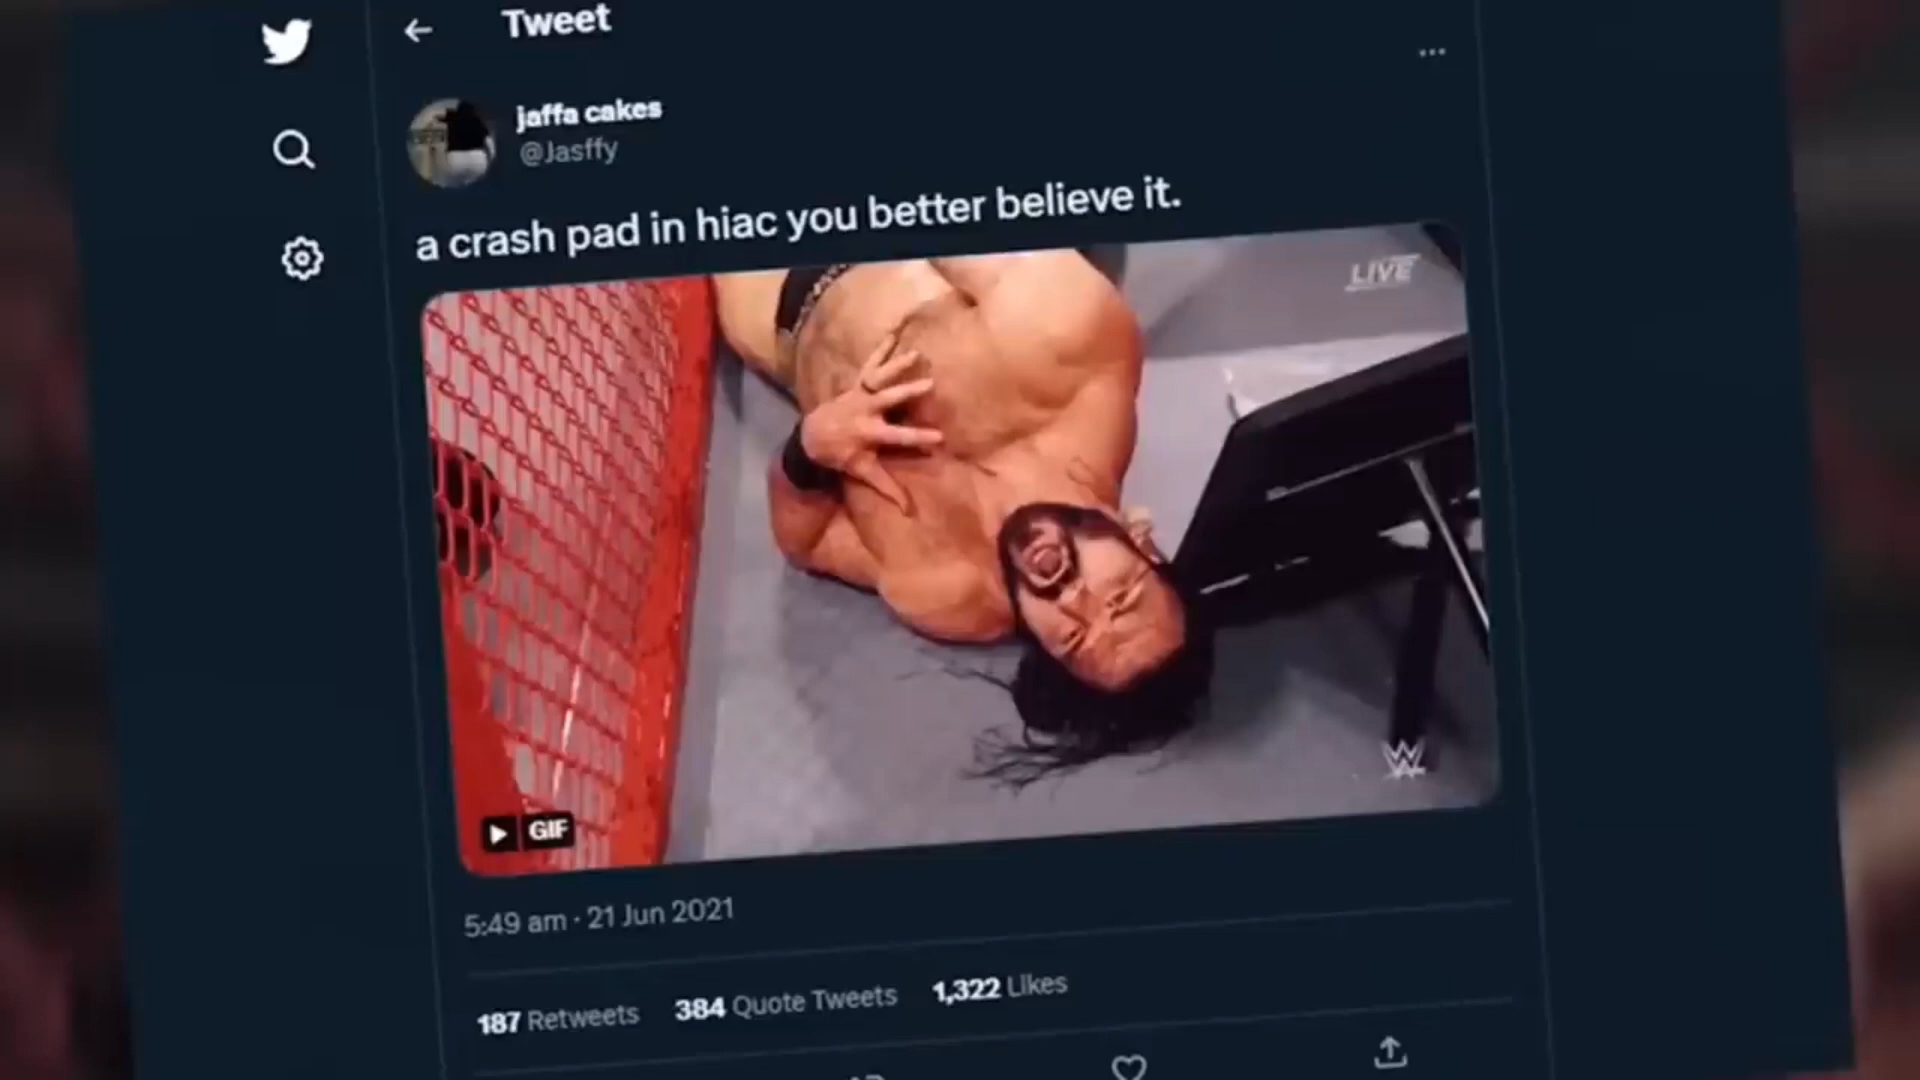 Tweet
jaffa cakes
@Jasffy
a crash pad in hiac you better believe it.
LIVE
W
GIF
5:49 am · 21 Jun 2021
187 Retweets 384 Quote Tweets 1,322 Likes